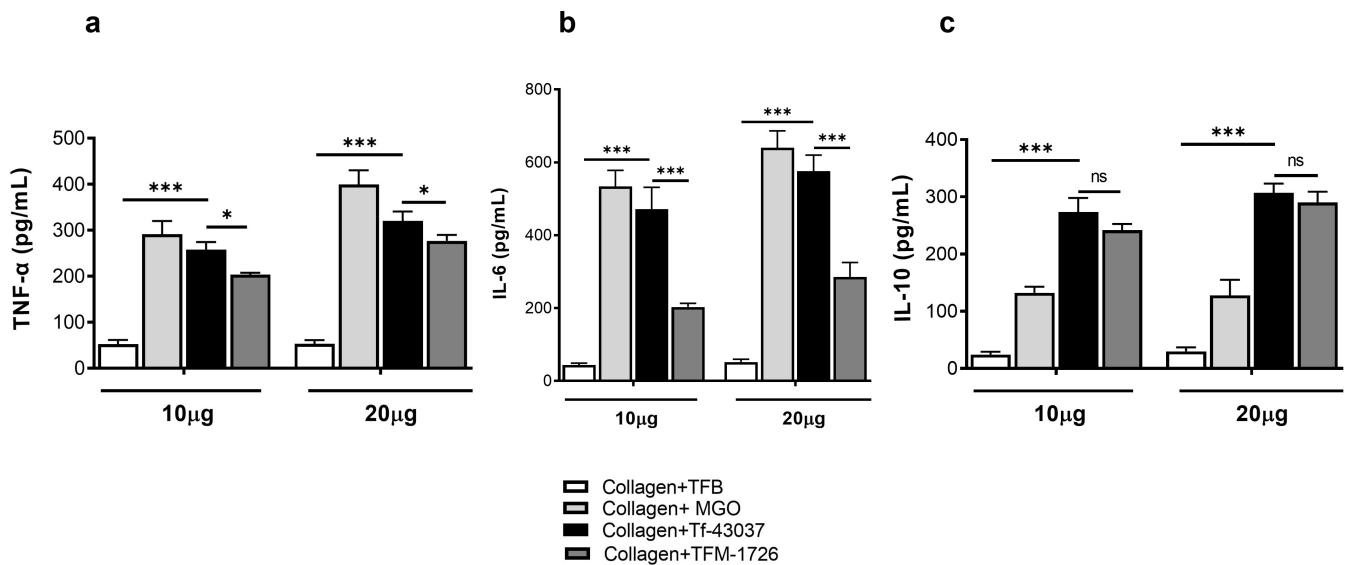 a
b
c
TNF-α (pg/mL)
500
400
300
200
100
0
***
*
***
*
10μg
20μg
IL-6 (pg/mL)
800
600
400
200
0
***
***
***
***
10μg
20μg
IL-10 (pg/mL)
400
300
200
100
0
***
ns
***
ns
10μg
20μg
Collagen+TFB
Collagen+ MGO
Collagen+Tf-43037
Collagen+TFM-1726